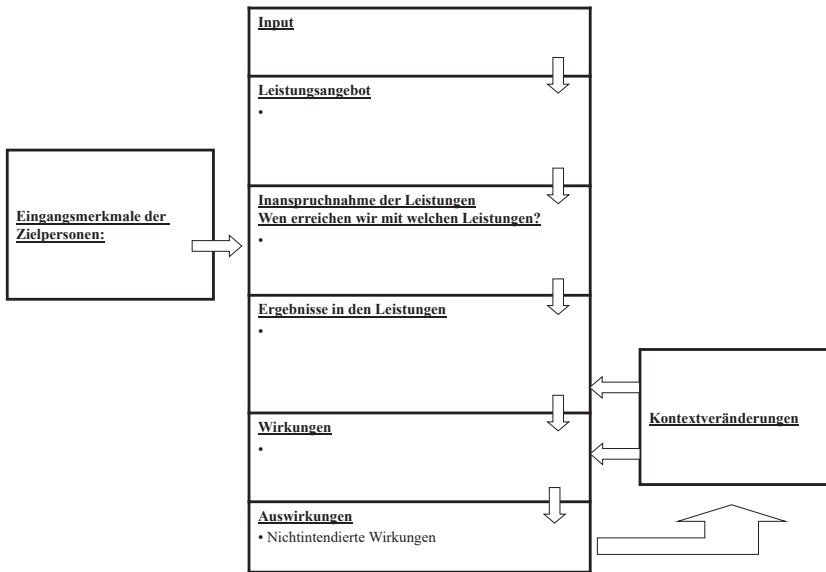 Input
Leistungsangebot
•
Eingangsmerkmale der
Zielpersonen:
Inanspruchnahme der Leistungen
Wen erreichen wir mit welchen Leistungen?
•
Ergebnisse in den Leistungen
•
Kontextveränderungen
Wirkungen
•
Auswirkungen
• Nichtintendierte Wirkungen